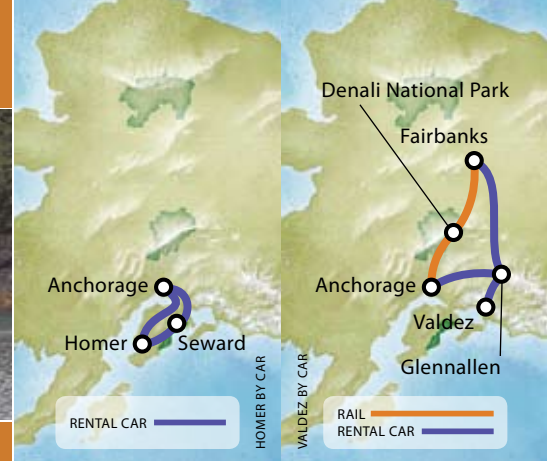 Anchorage
Homer
Seward
RENTAL CAR
HOMER BY CAR
Denali National Park
Fairbanks
Anchorage
Valdez
Glennallen
RAIL
RENTAL CAR
VALDEZ BY CAR